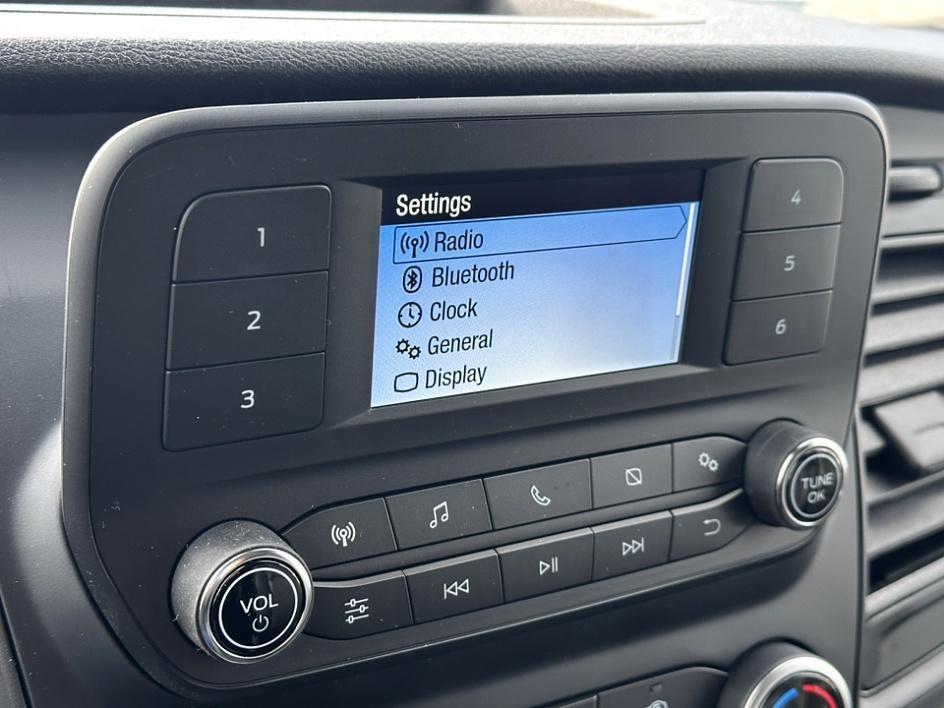 1
2
3
Settings
Radio
Bluetooth
Clock
General
Display
4
5
6
VOL
TUNE
OK